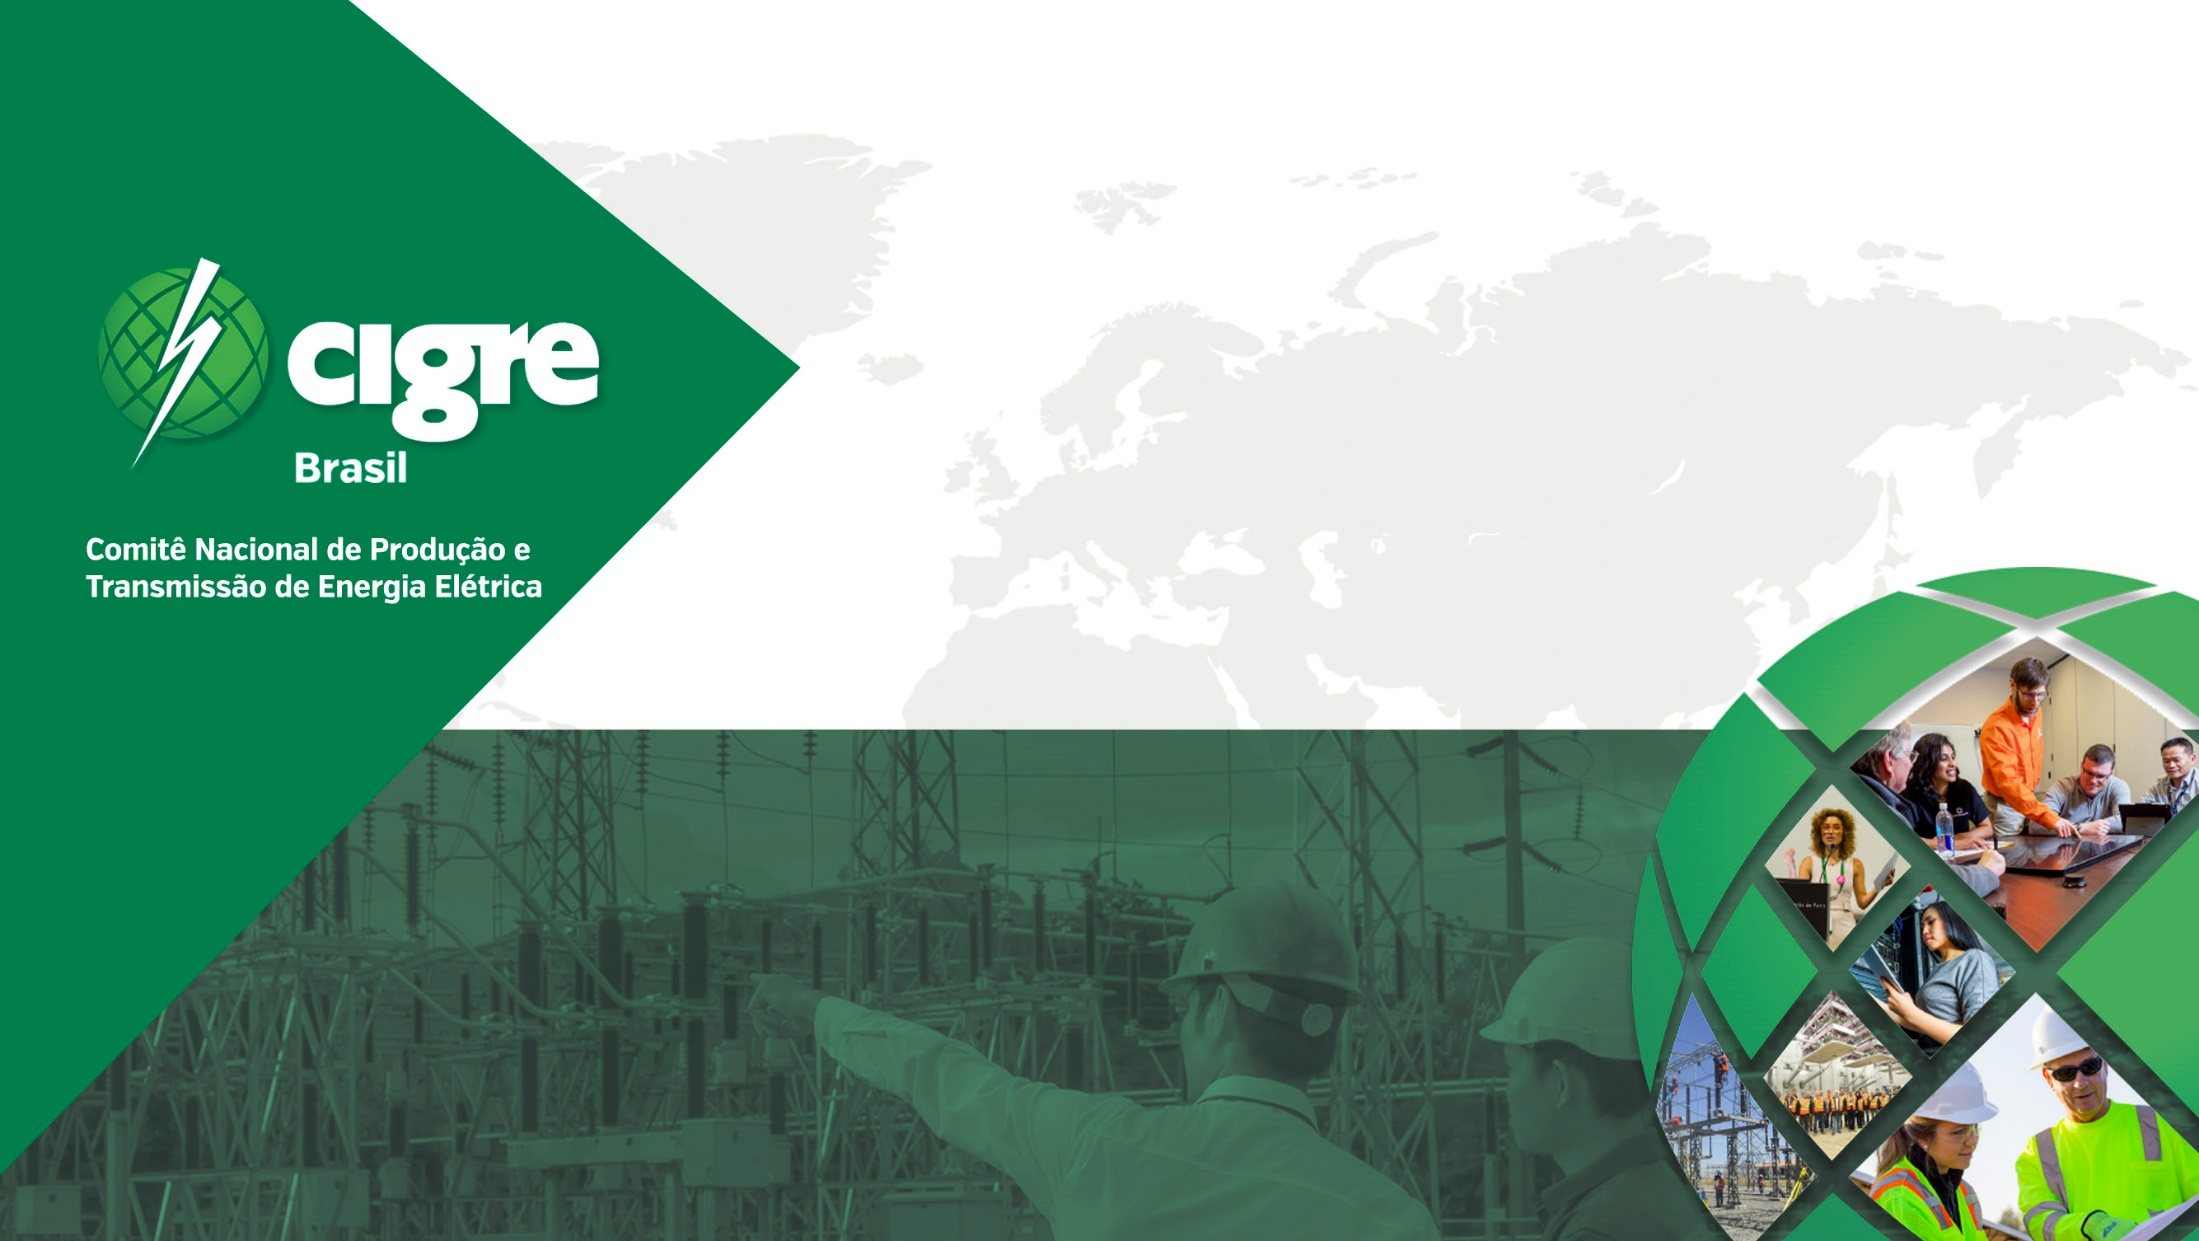 cigre
Brasil
Comitê Nacional de Produção e
Transmissão de Energia Elétrica